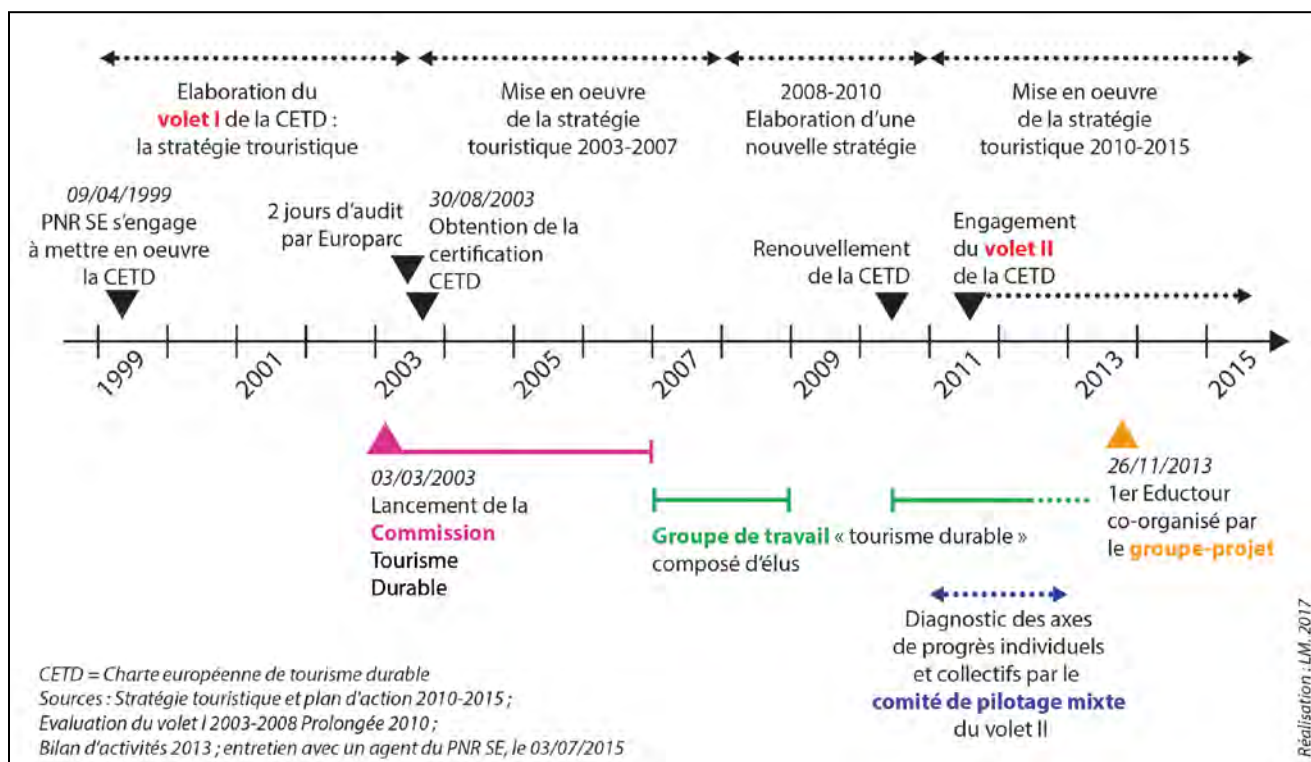 Elaboration du
volet I de la CETD :
la stratégie trouristique
Mise en oeuvre
de la stratégie
touristique 2003-2007
2008-2010
Elaboration d'une
nouvelle stratégie
Mise en oeuvre
de la stratégie
touristique 2010-2015
09/04/1999
PNR SE s'engage
à mettre en oeuvre
la CETD
2 jours d'audit
par Europarc
30/08/2003
Obtention de la
certification
CETD
Renouvellement
de la CETD
Engagement
du volet II
de la CETD
1999
2001
2003
2005
2007
2009
2011
2013
2015
03/03/2003
Lancement de la
Commission
Tourisme
Durable
Groupe de travail « tourisme durable »
composé d'élus
26/11/2013
1er Eductour
co-organisé par
le groupe-projet
Diagnostic des axes
de progrès individuels
et collectifs par le
comité de pilotage mixte
du volet II
CETD = Charte européenne de tourisme durable
Sources : Stratégie touristique et plan d'action 2010-2015 ;
Evaluation du volet I 2003-2008 Prolongée 2010 ;
Bilan d'activités 2013 ; entretien avec un agent du PNR SE, le 03/07/2015
Réalisation : LM, 2017